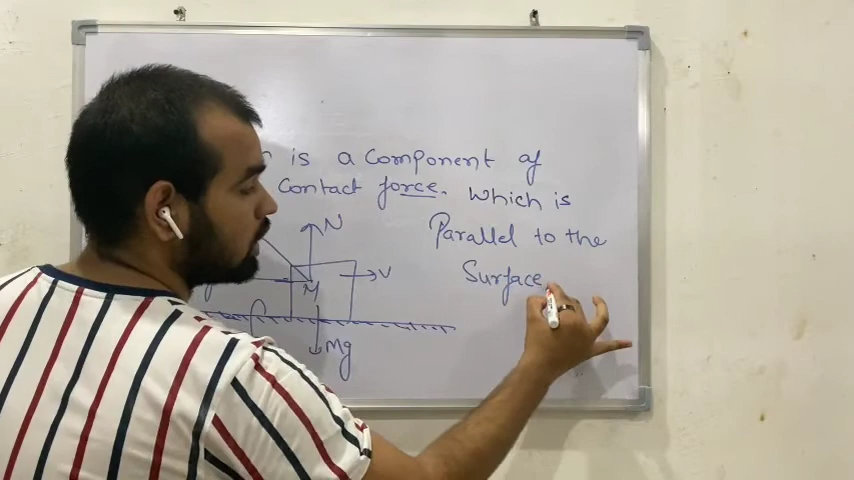 is a component of
contact force. which is
Parallel to the
Surface.
N
V
M
Mg